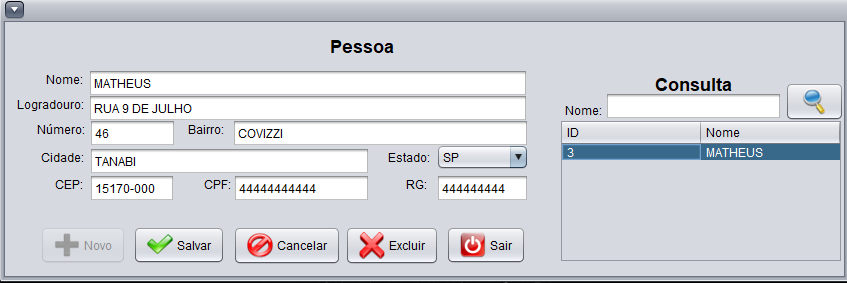 Pessoa
Nome: MATHEUS
Logradouro: RUA 9 DE JULHO
Número: 46 Bairro: COVIZZI
Cidade: TANABI Estado: SP
CEP: 15170-000 CPF: 44444444444 RG: 444444444
Novo Salvar Cancelar Excluir Sair
Consulta
Nome:
ID Nome
3 MATHEUS